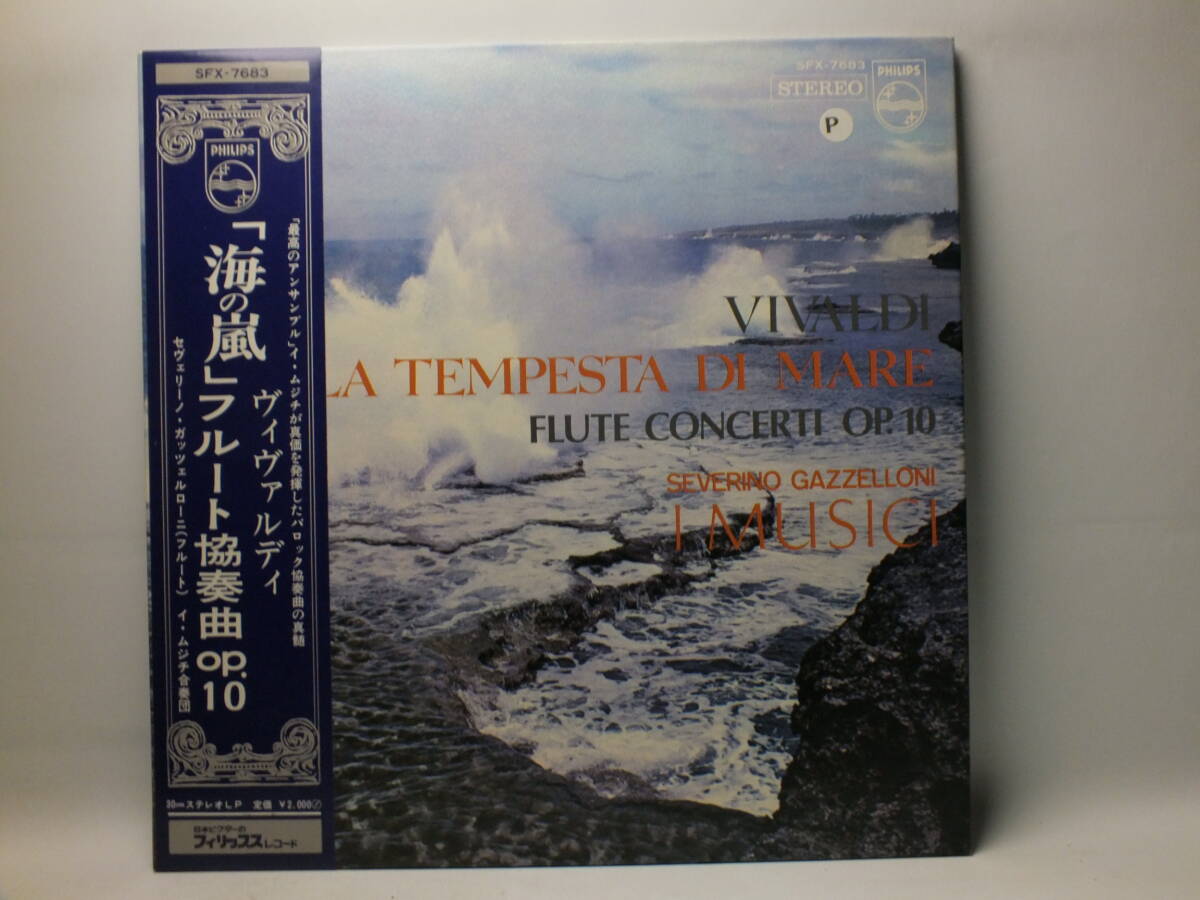 SFX-7683
PHILIPS
「海の嵐」フルート協奏曲 op.10
ヴィヴァルディ
「最高のアンサンブル」イ・ムジチが真価を発揮したバロック協奏曲の真髄
セヴェリーノ・ガッツェルローニ(フルート) イ・ムジチ合奏団
30cmステレオLP 定価 ¥2,000
日本ビクターの
フィリップスレコード
SFX-7683
STEREO
PHILIPS
P
VIVALDI
LA TEMPESTA DI MARE
FLUTE CONCERTI OP. 10
SEVERINO GAZZELLONI
I MUSICI